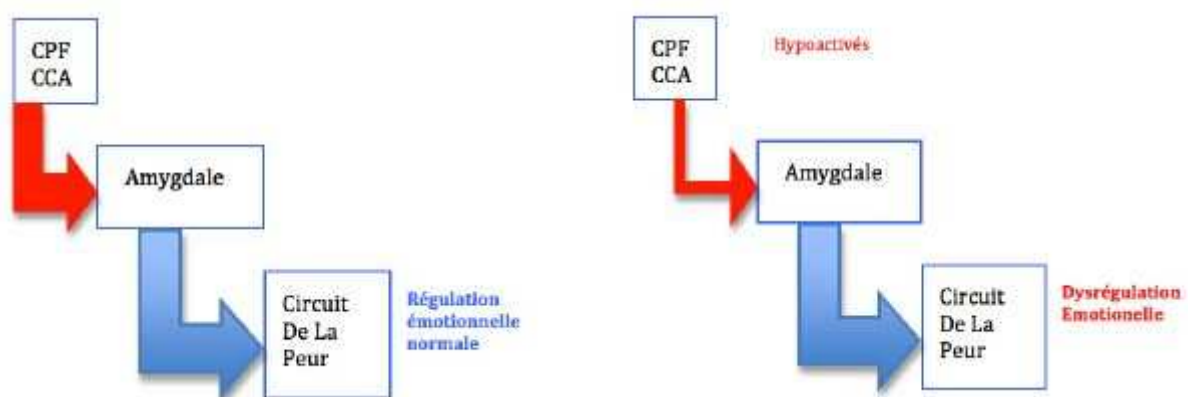 CPF
CCA
Amygdale
Circuit
De La
Peur
Régulation
émotionnelle
normale
CPF
CCA
Hypoactivés
Amygdale
Circuit
De La
Peur
Dysrégulation
Emotionelle